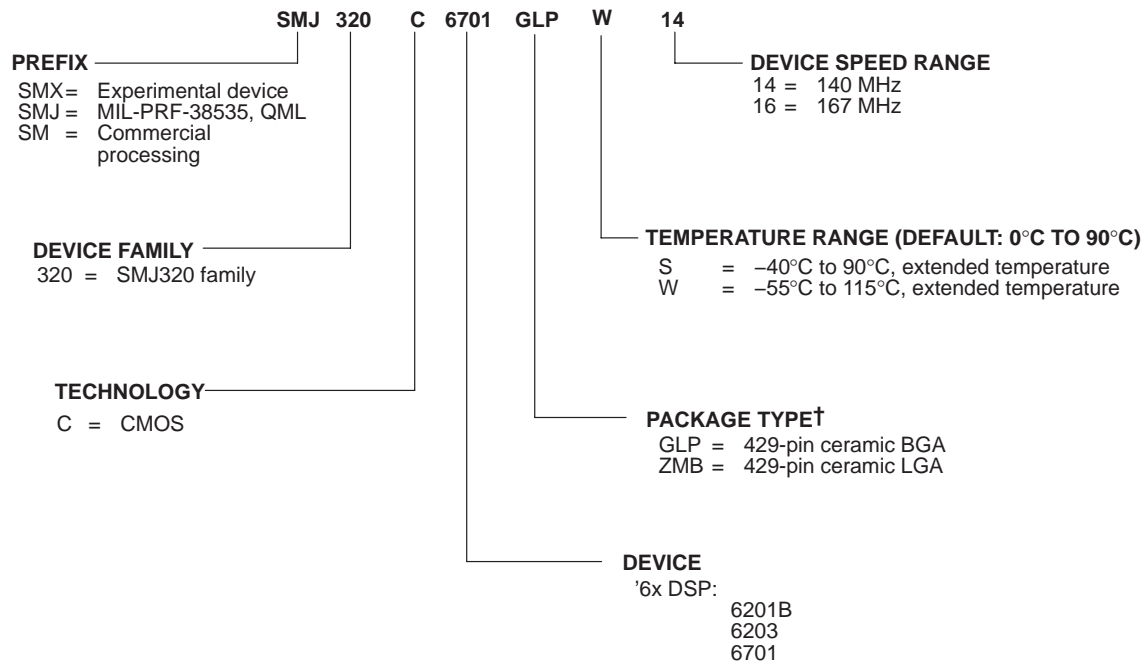 SMJ 320 C 6701 GLP W 14
PREFIX
SMX = Experimental device
SMJ = MIL-PRF-38535, QML
SM = Commercial
processing
DEVICE SPEED RANGE
14 = 140 MHz
16 = 167 MHz
DEVICE FAMILY
320 = SMJ320 family
TEMPERATURE RANGE (DEFAULT: 0°C TO 90°C)
S = −40°C to 90°C, extended temperature
W = −55°C to 115°C, extended temperature
TECHNOLOGY
C = CMOS
PACKAGE TYPE†
GLP = 429-pin ceramic BGA
ZMB = 429-pin ceramic LGA
DEVICE
’6x DSP:
6201B
6203
6701